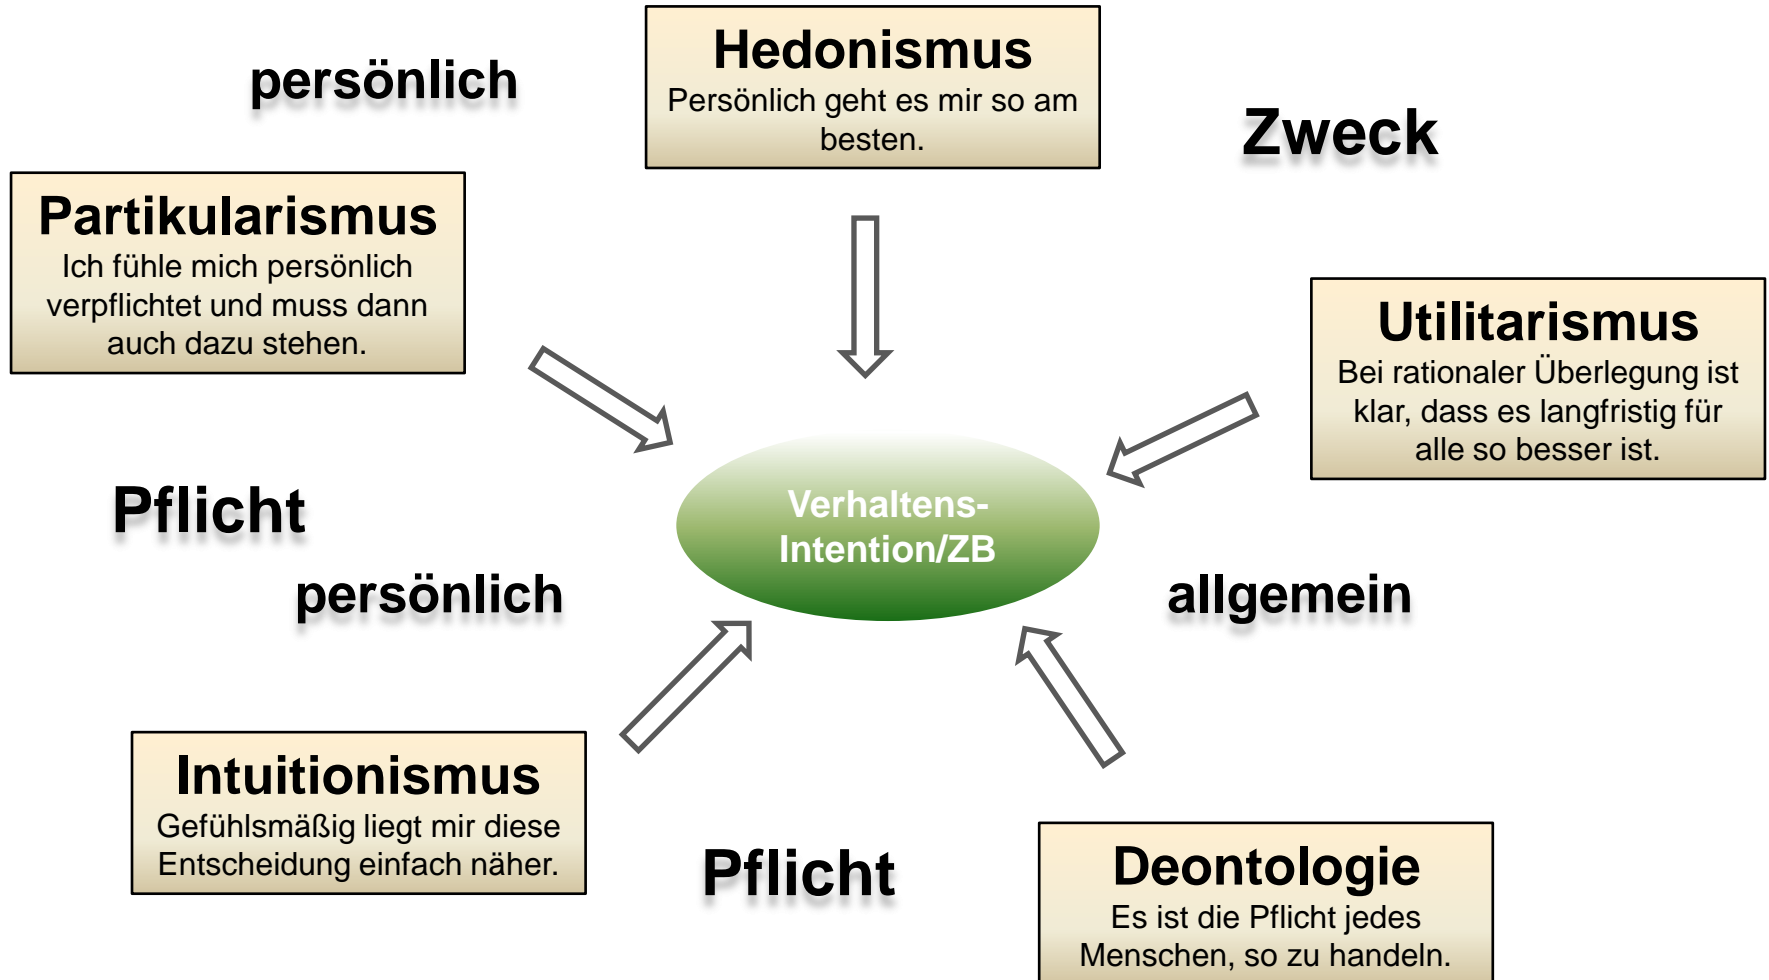 Hedonismus
Persönlich geht es mir so am
besten.
persönlich
Zweck
Partikularismus
Ich fühle mich persönlich
verpflichtet und muss dann
auch dazu stehen.
Utilitarismus
Bei rationaler Überlegung ist
klar, dass es langfristig für
alle so besser ist.
Pflicht
Verhaltens-
Intention/ZB
persönlich
allgemein
Intuitionismus
Gefühlsmäßig liegt mir diese
Entscheidung einfach näher.
Pflicht
Deontologie
Es ist die Pflicht jedes
Menschen, so zu handeln.